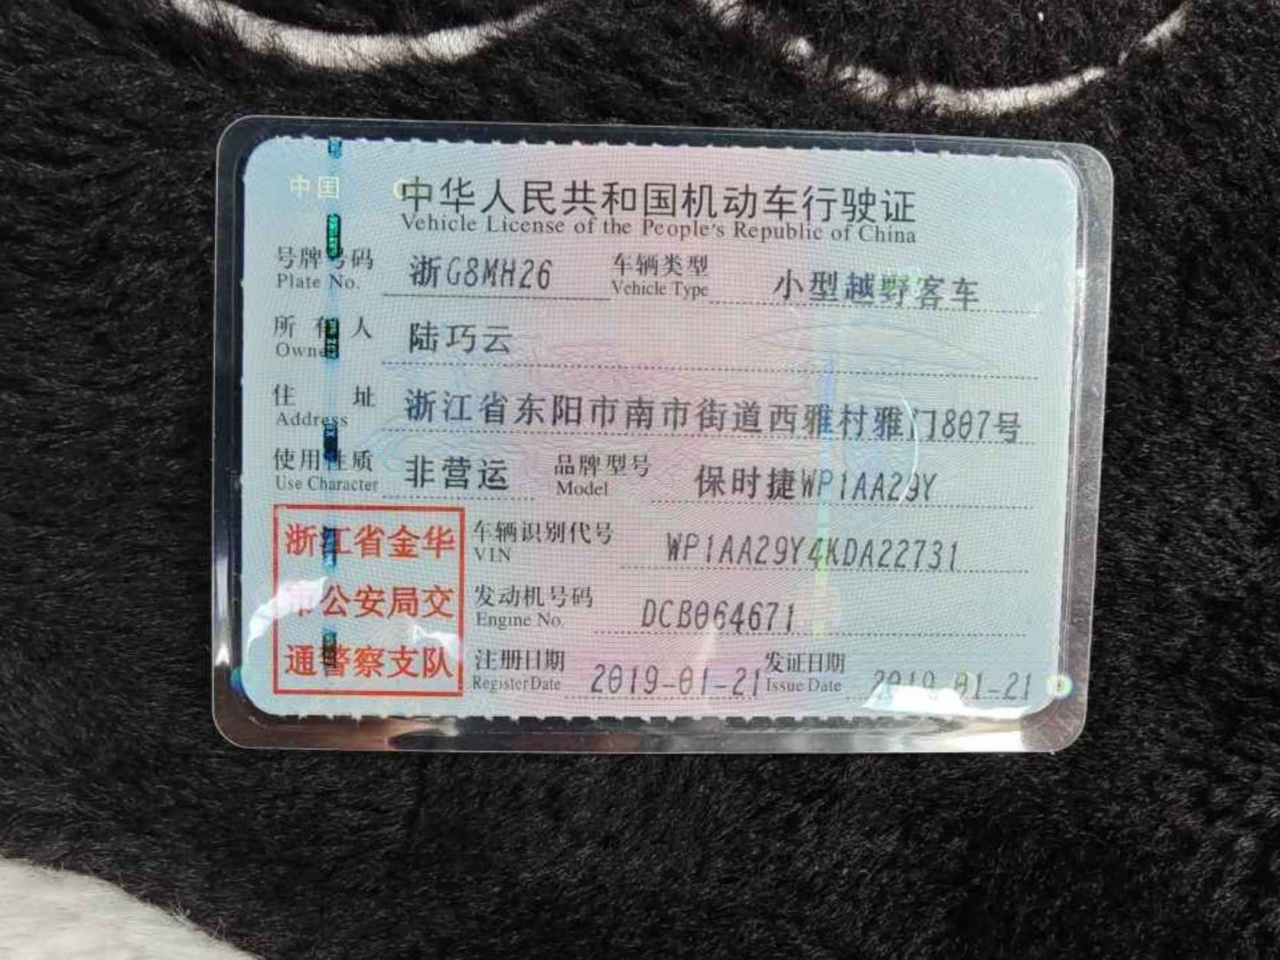 中国
中华人民共和国机动车行驶证
Vehicle License of the People's Republic of China
号牌号码 浙G8MH26 车辆类型 小型越野客车
Plate No. Vehicle Type
所有人 陆巧云
Owner
住址 浙江省东阳市南市街道西雅村雅门807号
Address
使用性质 非营运 品牌型号 保时捷WP1AA29Y
Use Character Model
浙江省金华
市公安局交
通警察支队
车辆识别代号 WP1AA29Y4KDA22731
VIN
发动机号码 DCB064671
Engine No.
注册日期 2019-01-21 发证日期 2019-01-21
Register Date Issue Date